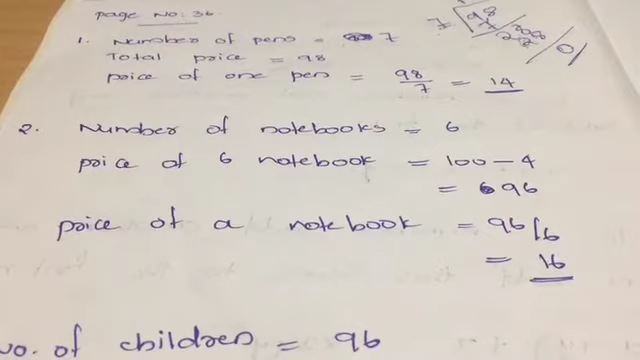 page No: 36
1. Number of pens = 7
Total price = 98
price of one pen = 98/7 = 14
2. Number of notebooks = 6
price of 6 notebook = 100 - 4
= 96
price of a notebook = 96/6
= 16
no. of children = 96